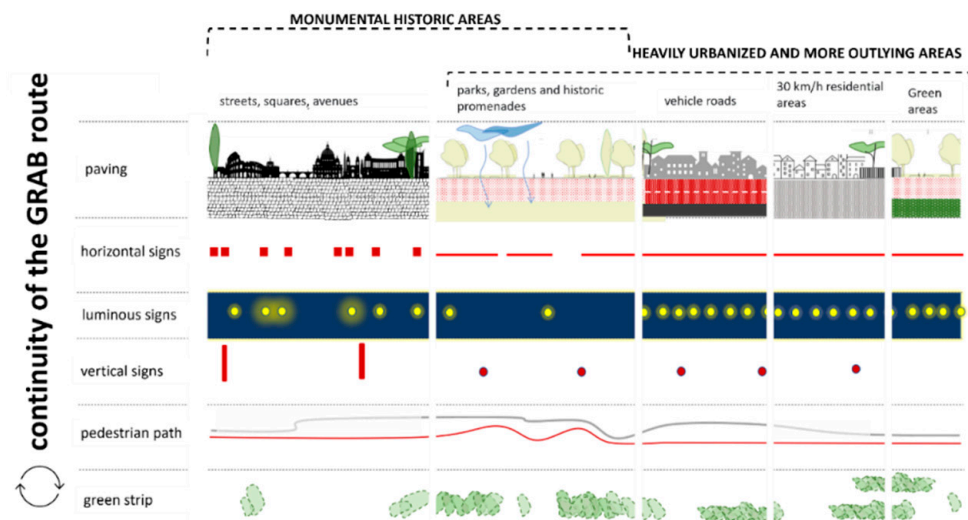 MONUMENTAL HISTORIC AREAS
HEAVILY URBANIZED AND MORE OUTLYING AREAS
continuity of the GRAB route
streets, squares, avenues
parks, gardens and historic
promenades
vehicle roads
30 km/h residential
areas
Green
areas
paving
horizontal signs
luminous signs
vertical signs
pedestrian path
green strip